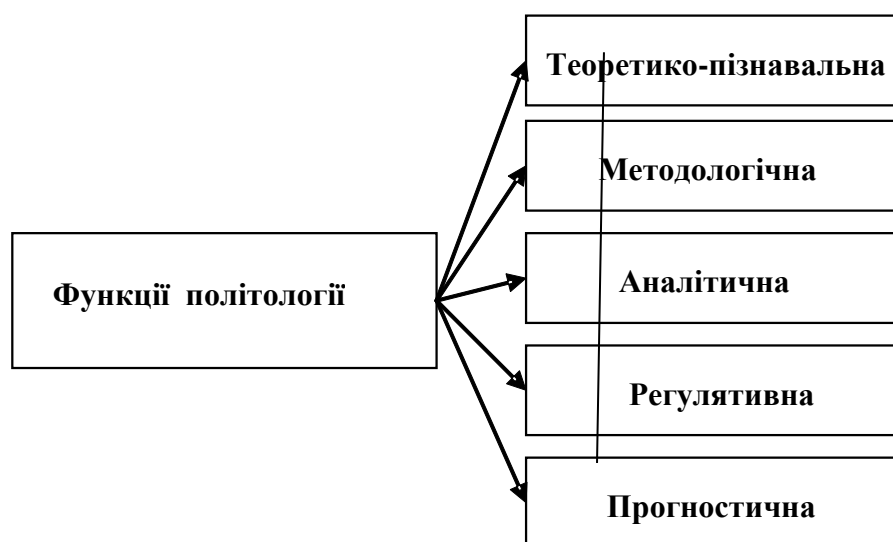 Теоретико-пізнавальна
Методологічна
Функції політології
Аналітична
Регулятивна
Прогностична